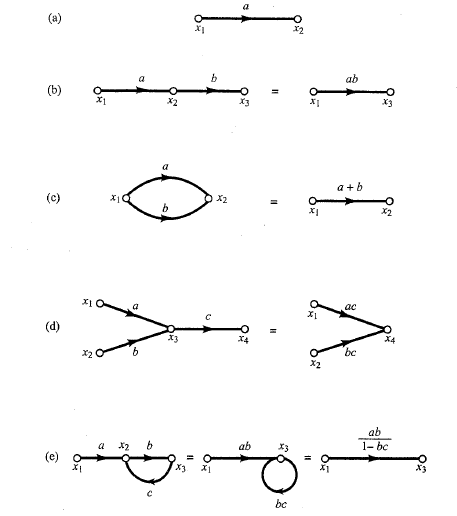 (a) a x1 x2
(b) a b x1 x2 x3 = ab x1 x3
(c) a x1 x2 b = a + b x1 x2
(d) x1 a c x3 x4 x2 b = x1 ac x4 x2 bc
(e) a x2 b x1 x3 c = ab x3 x1 bc = ab / 1 − bc x1 x3